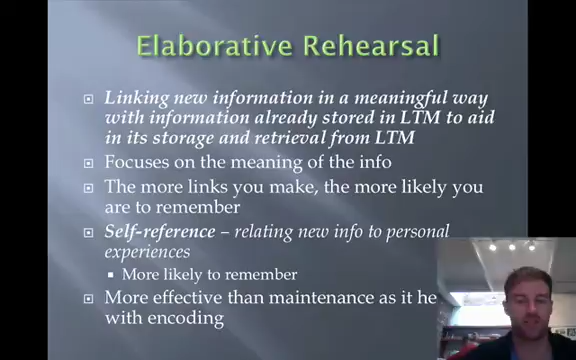 Elaborative Rehearsal
Linking new information in a meaningful way
with information already stored in LTM to aid
in its storage and retrieval from LTM
Focuses on the meaning of the info
The more links you make, the more likely you
are to remember
Self-reference – relating new info to personal
experiences
More likely to remember
More effective than maintenance as it he
with encoding